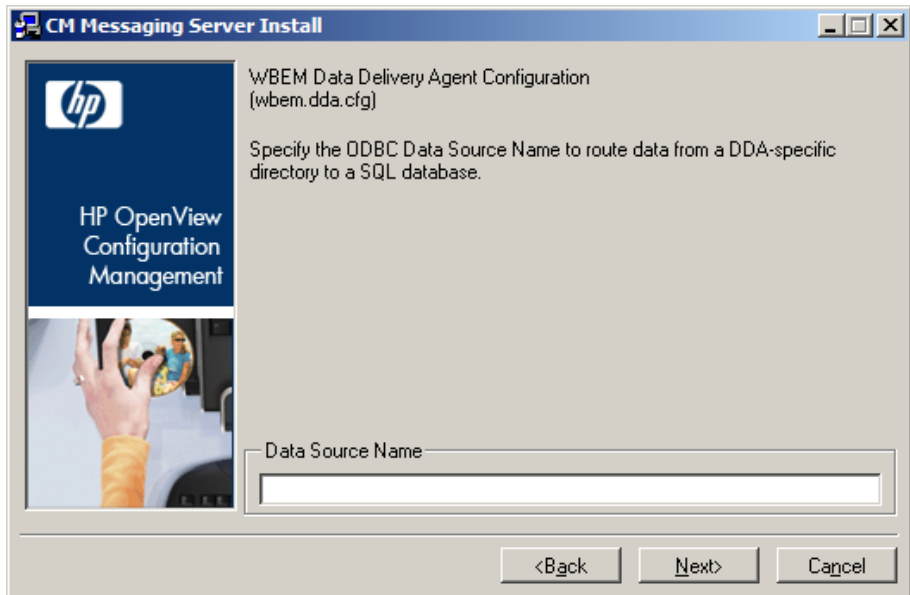 CM Messaging Server Install
hp
HP OpenView
Configuration
Management
WBEM Data Delivery Agent Configuration
(wbem.dda.cfg)
Specify the ODBC Data Source Name to route data from a DDA-specific
directory to a SQL database.
Data Source Name
<Back
Next>
Cancel